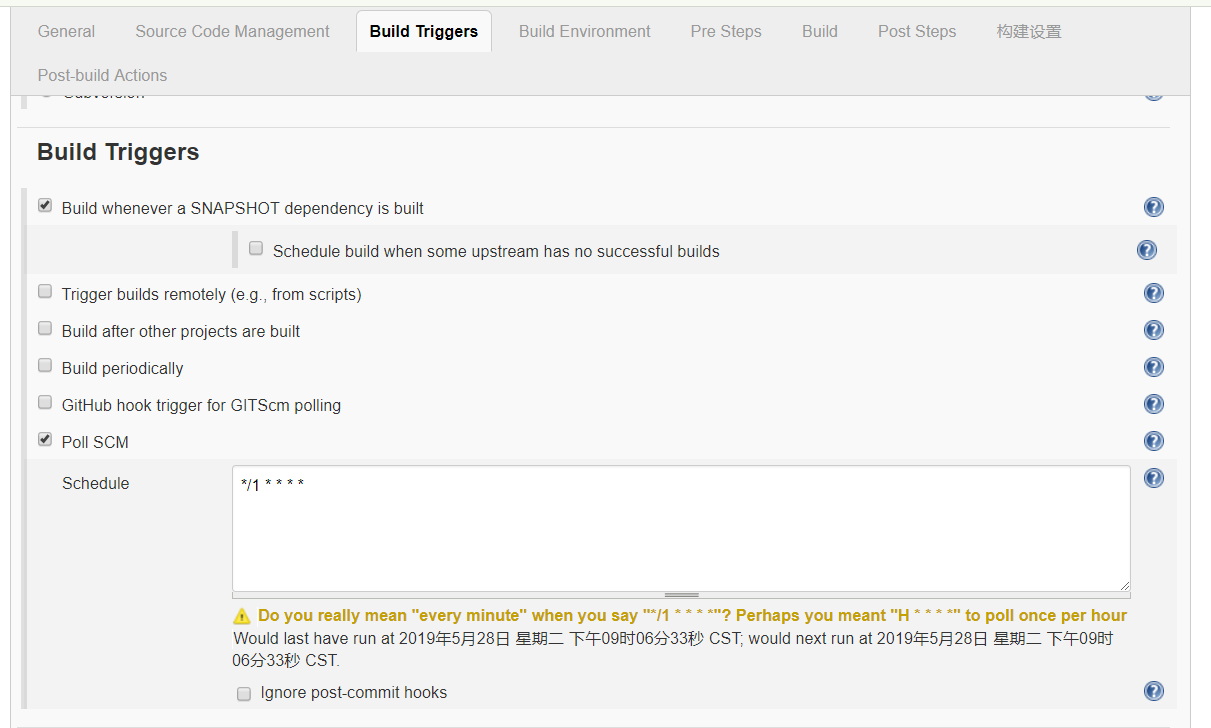 General Source Code Management Build Triggers Build Environment Pre Steps Build Post Steps 构建设置
Post-build Actions
Subversion
Build Triggers
Build whenever a SNAPSHOT dependency is built
Schedule build when some upstream has no successful builds
Trigger builds remotely (e.g., from scripts)
Build after other projects are built
Build periodically
GitHub hook trigger for GITScm polling
Poll SCM
Schedule
*/1 * * * *
Do you really mean "every minute" when you say "*/1 * * * *"? Perhaps you meant "H * * * *" to poll once per hour
Would last have run at 2019年5月28日 星期二 下午09时06分33秒 CST; would next run at 2019年5月28日 星期二 下午09时
06分33秒 CST.
Ignore post-commit hooks